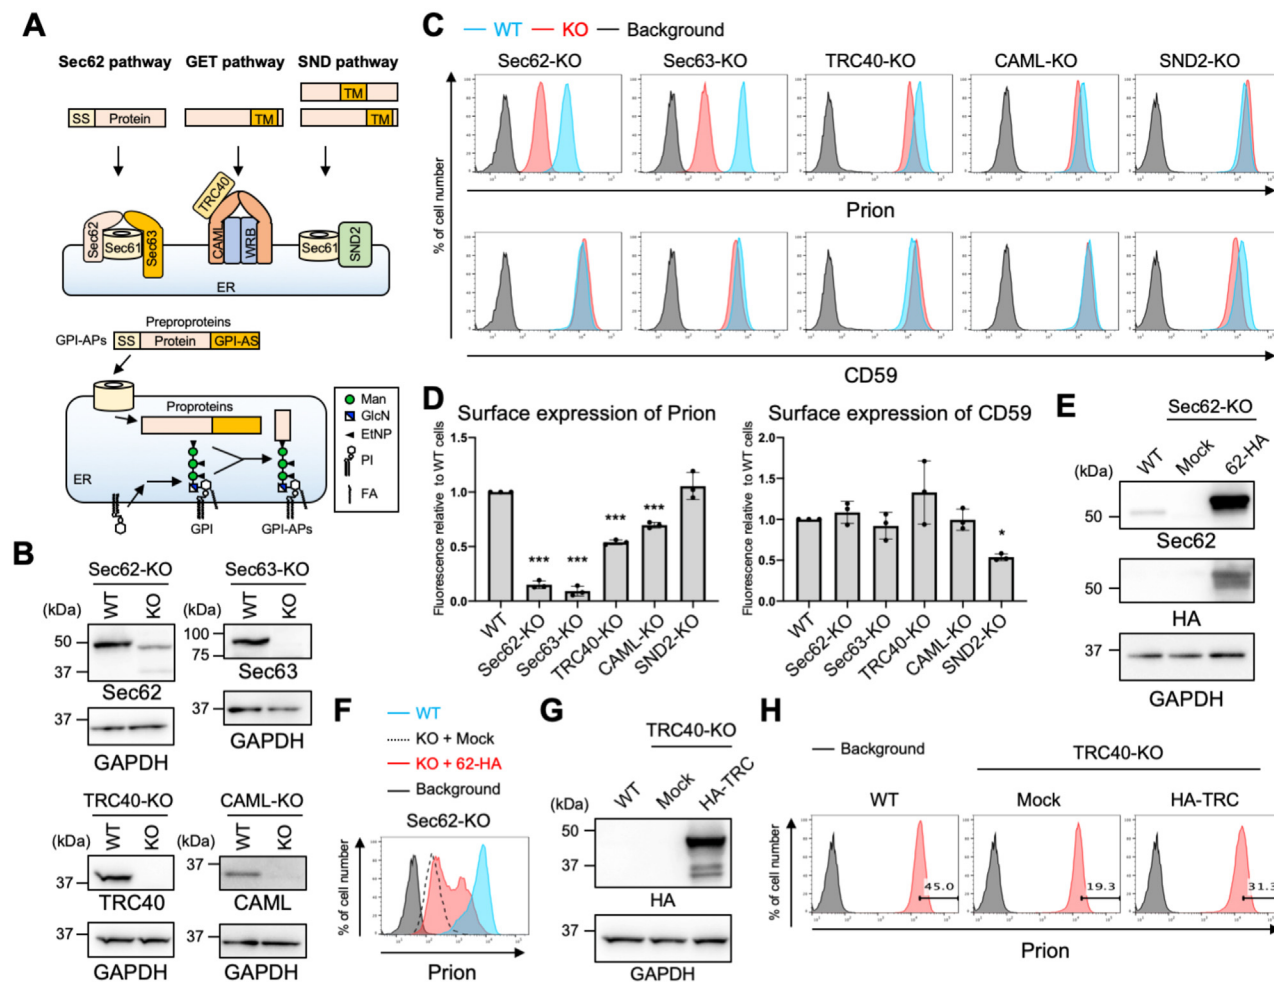 A
Sec62 pathway GET pathway SND pathway
TM
SS Protein TM TM
TRC40
Sec62 Sec61 Sec63 CAML WRB Sec61 SND2
ER
Preproteins
GPI-APs SS Protein GPI-AS
Proproteins
ER
GPI GPI-APs
Man
GlcN
EtNP
PI
FA
B
Sec62-KO Sec63-KO
(kDa) WT KO (kDa) WT KO
50
37
Sec62
37
GAPDH
100
75
Sec63
37
GAPDH
TRC40-KO CAML-KO
(kDa) WT KO (kDa) WT KO
37
TRC40
37
GAPDH
37
CAML
37
GAPDH
C
WT KO Background
Sec62-KO Sec63-KO TRC40-KO CAML-KO SND2-KO
% of cell number
Prion
CD59
D
Surface expression of Prion
Fluorescence relative to WT cells
1.5
1.0
0.5
0.0
*** *** *** ***
WT Sec62-KO Sec63-KO TRC40-KO CAML-KO SND2-KO
Surface expression of CD59
Fluorescence relative to WT cells
2.0
1.5
1.0
0.5
0.0
*
WT Sec62-KO Sec63-KO TRC40-KO CAML-KO SND2-KO
E
Sec62-KO
(kDa) WT Mock 62-HA
50
Sec62
50
HA
37
GAPDH
F
WT
KO + Mock
KO + 62-HA
Background
Sec62-KO
% of cell number
Prion
G
TRC40-KO
WT Mock HA-TRC
(kDa)
50
37
HA
37
GAPDH
H
Background TRC40-KO
WT Mock HA-TRC
% of cell number
45.0 19.3 31.3
Prion